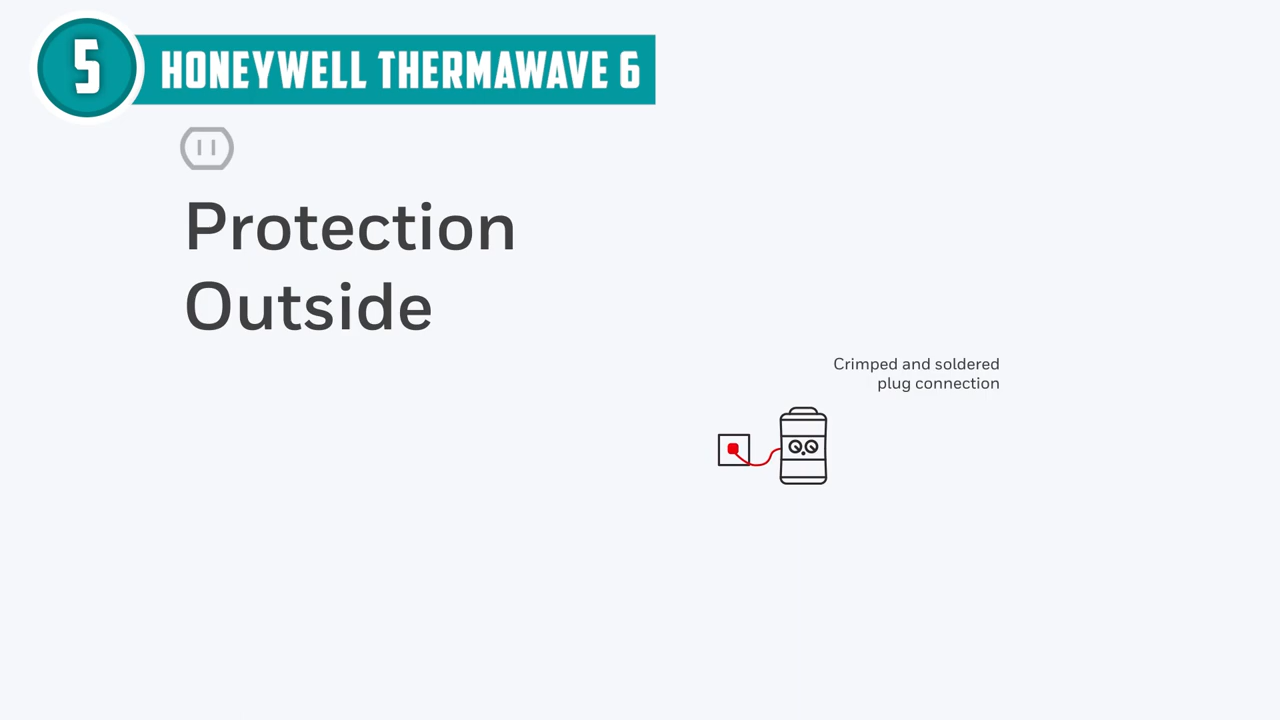 5
HONEYWELL THERMAWAVE 6
Protection
Outside
Crimped and soldered
plug connection